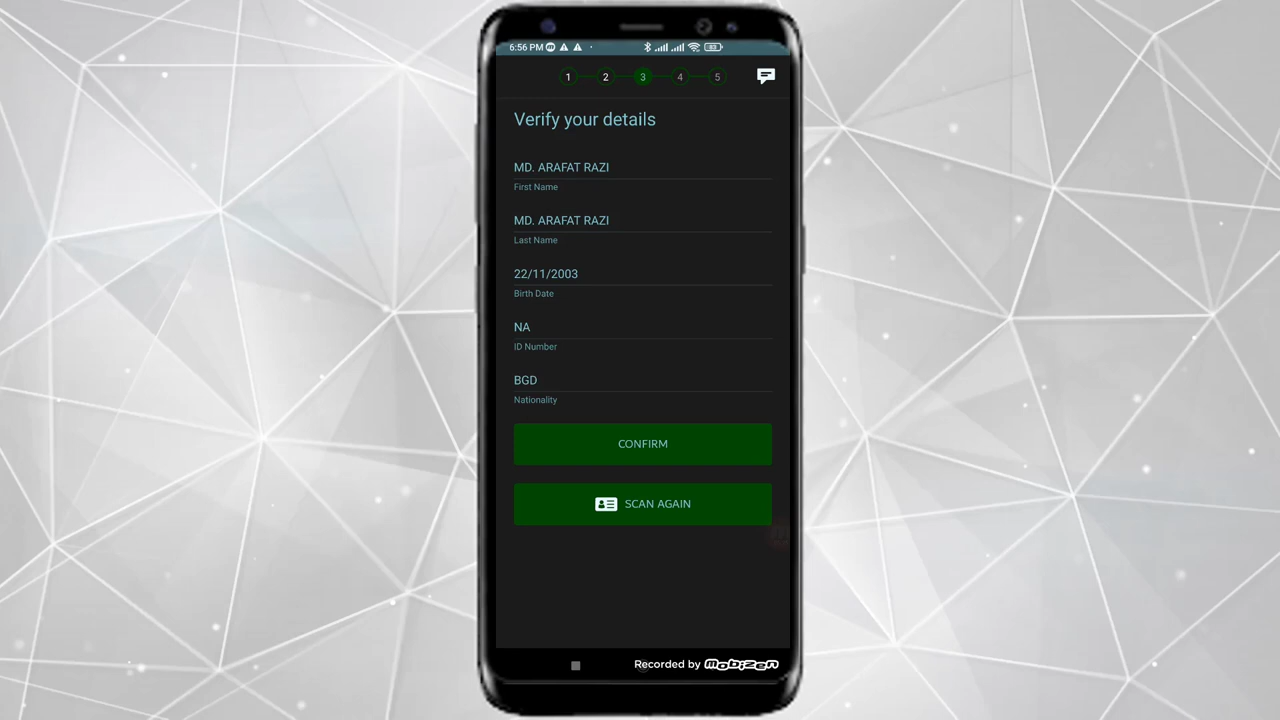 6:56 PM
83
1 2 3 4 5
Verify your details
MD. ARAFAT RAZI
First Name
MD. ARAFAT RAZI
Last Name
22/11/2003
Birth Date
NA
ID Number
BGD
Nationality
CONFIRM
SCAN AGAIN
Recorded by mobizen